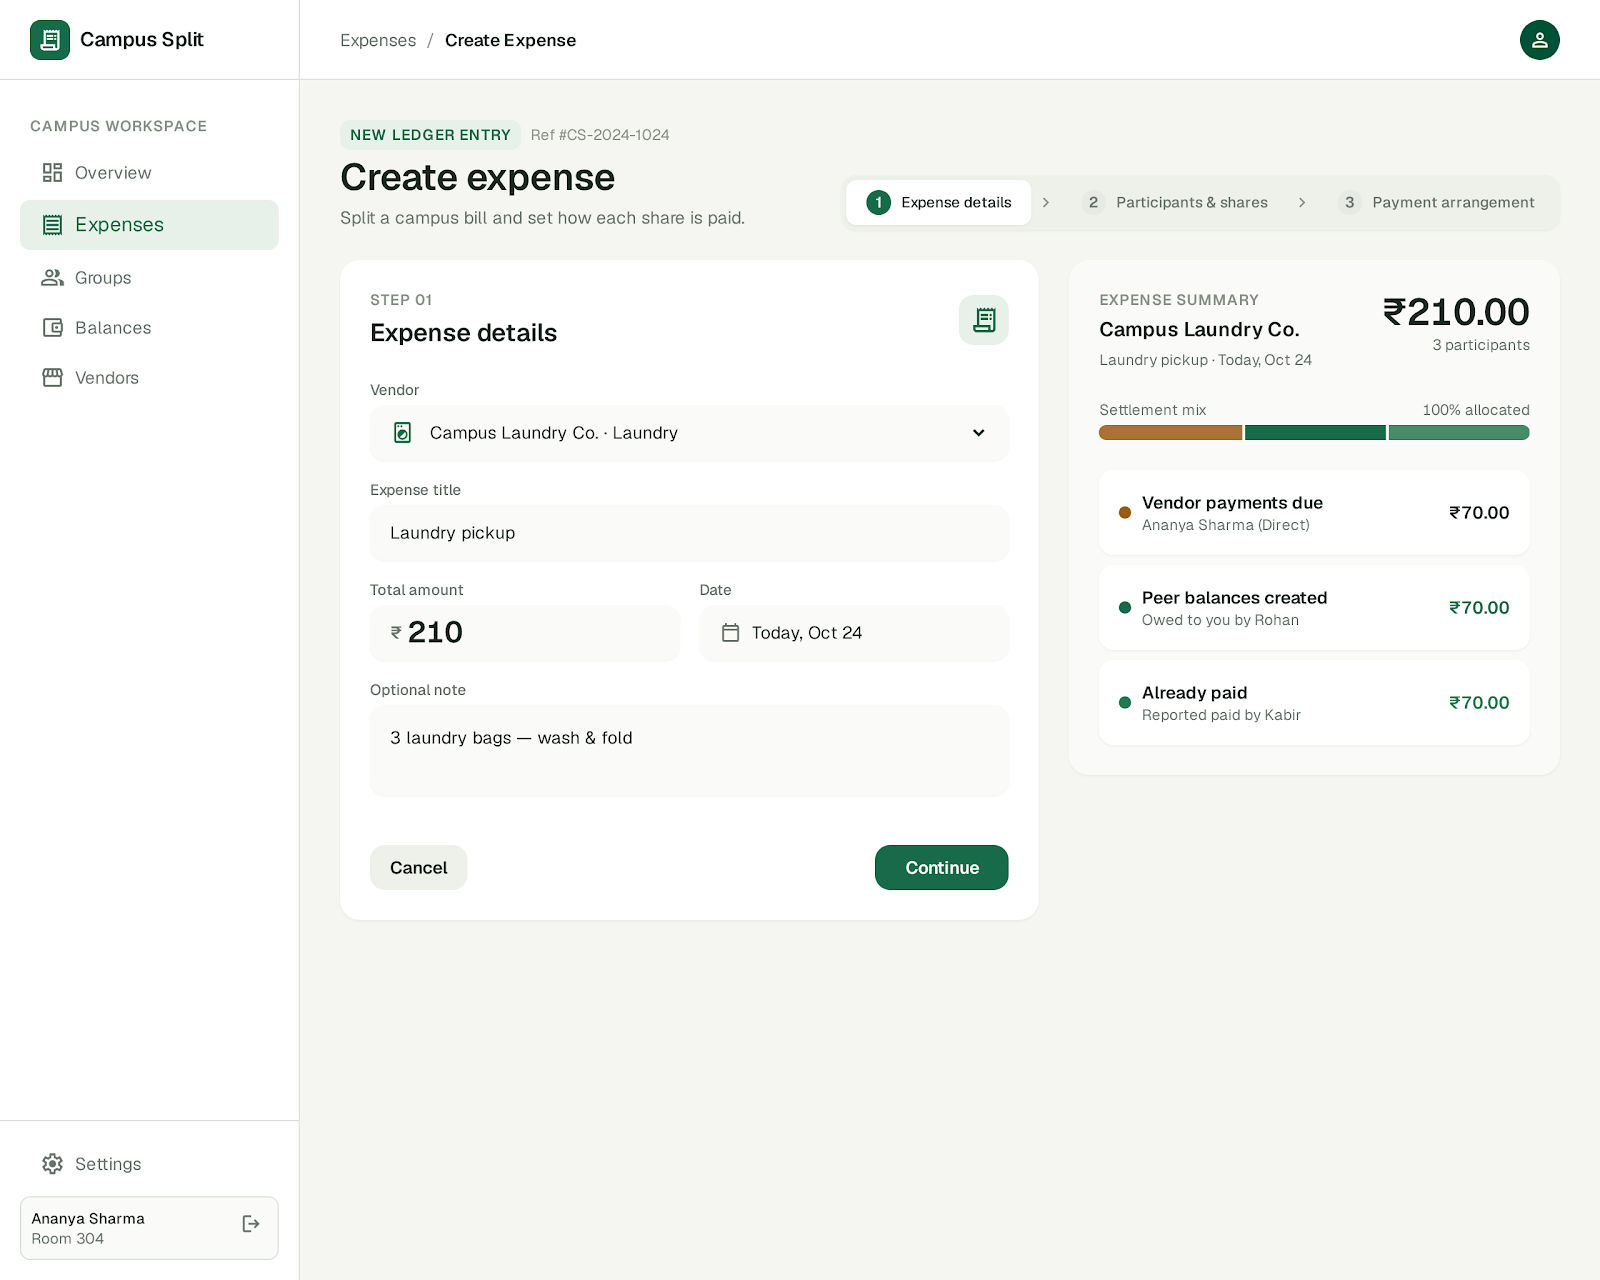 Campus Split
Expenses / Create Expense
CAMPUS WORKSPACE
Overview
Expenses
Groups
Balances
Vendors
Settings
Ananya Sharma
Room 304
NEW LEDGER ENTRY Ref #CS-2024-1024
Create expense
Split a campus bill and set how each share is paid.
1 Expense details > 2 Participants & shares > 3 Payment arrangement
STEP 01
Expense details
Vendor
Campus Laundry Co. · Laundry
Expense title
Laundry pickup
Total amount
₹ 210
Date
Today, Oct 24
Optional note
3 laundry bags — wash & fold
Cancel
Continue
EXPENSE SUMMARY
Campus Laundry Co.
Laundry pickup · Today, Oct 24
₹210.00
3 participants
Settlement mix
100% allocated
Vendor payments due
Ananya Sharma (Direct)
₹70.00
Peer balances created
Owed to you by Rohan
₹70.00
Already paid
Reported paid by Kabir
₹70.00